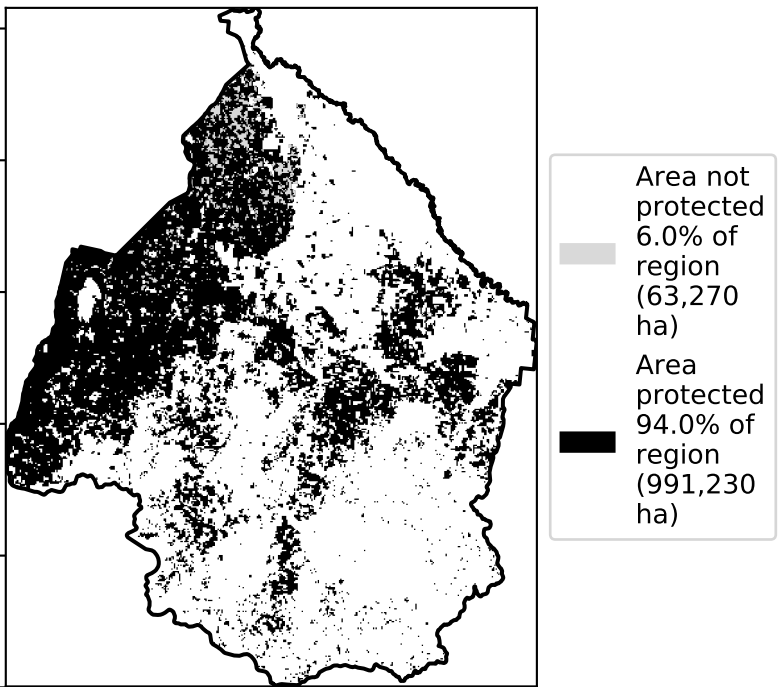 Area not
protected
6.0% of
region
(63,270
ha)
Area
protected
94.0% of
region
(991,230
ha)